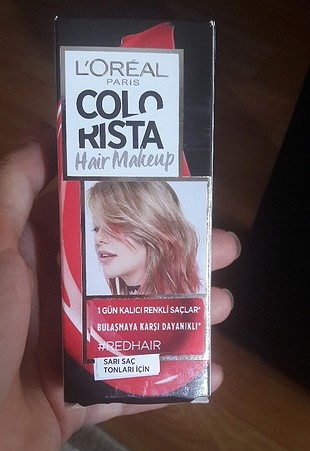 L'ORÉAL
PARIS
COLO
RISTA
Hair Makeup
1 GÜN KALICI RENKLİ SAÇLAR*
BULAŞMAYA KARŞI DAYANIKLI*
#REDHAIR
SARI SAÇ
TONLARI İÇİN